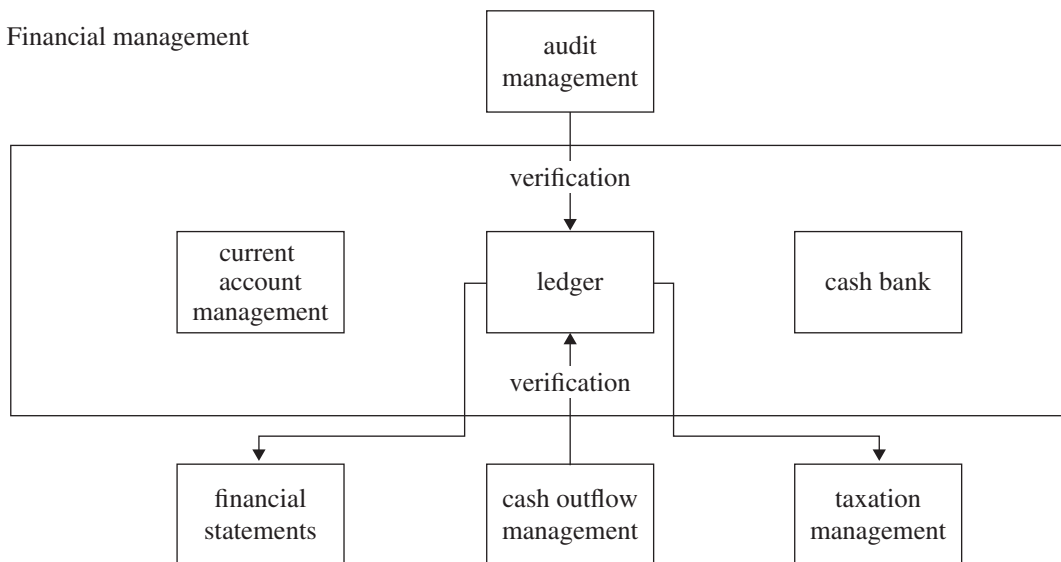 Financial management
audit
management
verification
current
account
management
ledger
cash bank
verification
financial
statements
cash outflow
management
taxation
management